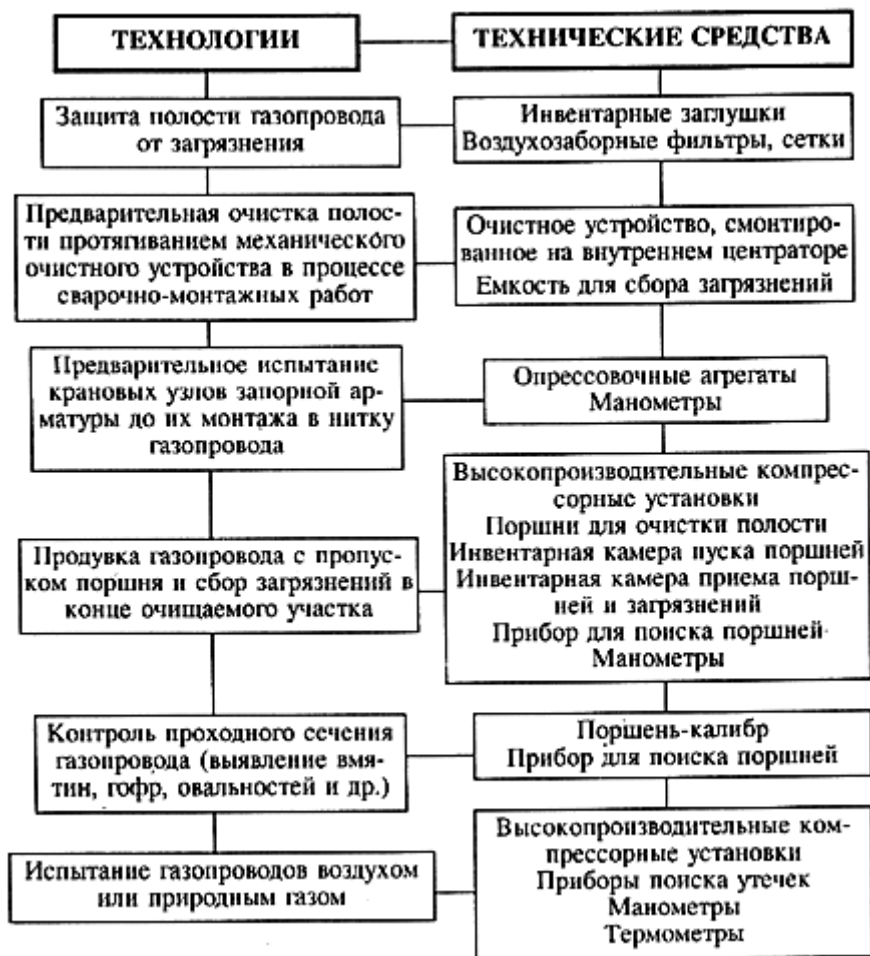 ТЕХНОЛОГИИ
ТЕХНИЧЕСКИЕ СРЕДСТВА
Защита полости газопровода
от загрязнения
Инвентарные заглушки
Воздухозаборные фильтры, сетки
Предварительная очистка полос-
ти протягиванием механического
очистного устройства в процессе
сварочно-монтажных работ
Очистное устройство, смонтиро-
ванное на внутреннем центраторе
Емкость для сбора загрязнений
Предварительное испытание
крановых узлов запорной ар-
матуры до их монтажа в нитку
газопровода
Опрессовочные агрегаты
Манометры
Продувка газопровода с пропус-
ком поршня и сбор загрязнений в
конце очищаемого участка
Высокопроизводительные компрес-
сорные установки
Поршни для очистки полости
Инвентарная камера пуска поршней
Инвентарная камера приема порш-
ней и загрязнений
Прибор для поиска поршней
Манометры
Контроль проходного сечения
газопровода (выявление вмя-
тин, гофр, овальностей и др.)
Поршень-калибр
Прибор для поиска поршней
Испытание газопроводов воздухом
или природным газом
Высокопроизводительные ком-
прессорные установки
Приборы поиска утечек
Манометры
Термометры